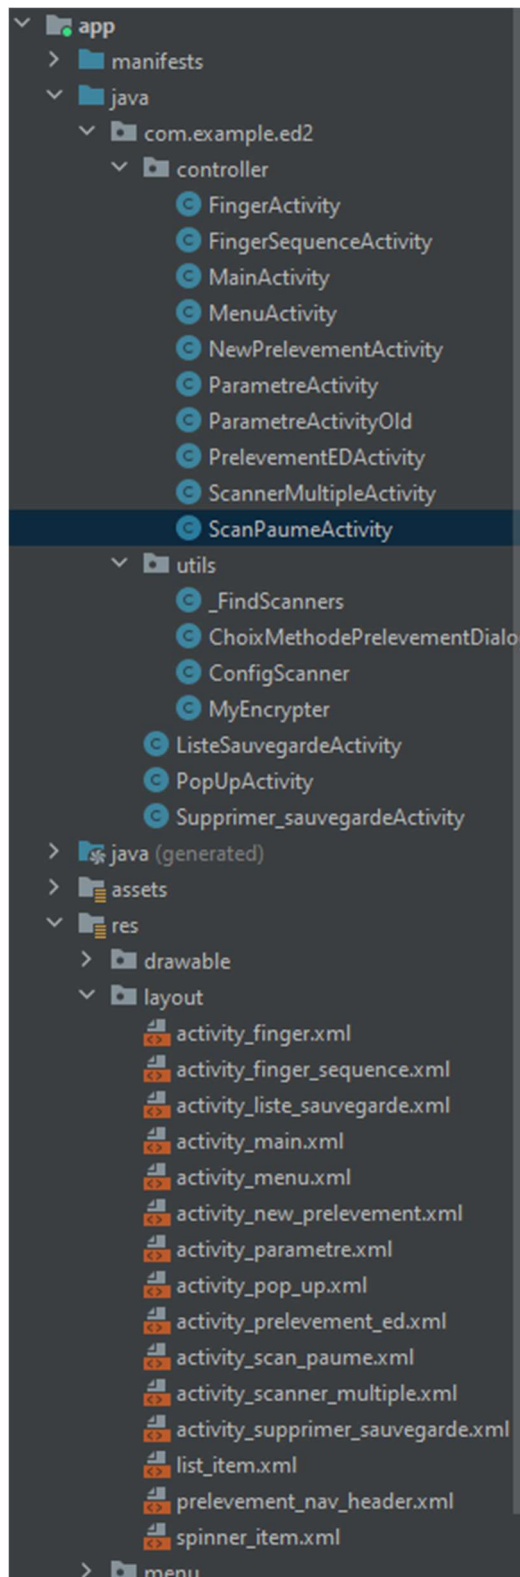 app
manifests
java
com.example.ed2
controller
FingerActivity
FingerSequenceActivity
MainActivity
MenuActivity
NewPrelevementActivity
ParametreActivity
ParametreActivityOld
PrelevementEDActivity
ScannerMultipleActivity
ScanPaumeActivity
utils
_FindScanners
ChoixMethodePrelevementDialo
ConfigScanner
MyEncrypter
ListeSauvegardeActivity
PopUpActivity
Supprimer_sauvegardeActivity
java (generated)
assets
res
drawable
layout
activity_finger.xml
activity_finger_sequence.xml
activity_liste_sauvegarde.xml
activity_main.xml
activity_menu.xml
activity_new_prelevement.xml
activity_parametre.xml
activity_pop_up.xml
activity_prelevement_ed.xml
activity_scan_paume.xml
activity_scanner_multiple.xml
activity_supprimer_sauvegarde.xml
list_item.xml
prelevement_nav_header.xml
spinner_item.xml
menu